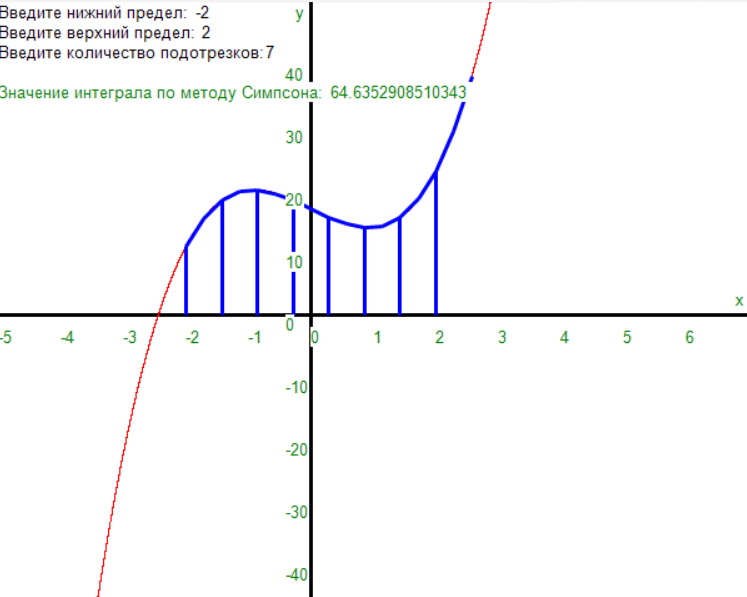 Введите нижний предел: -2
Введите верхний предел: 2
Введите количество подотрезков:7
y
40
Значение интеграла по методу Симпсона: 64.6352908510343
30
20
10
x
0
-5 -4 -3 -2 -1 0 1 2 3 4 5 6
-10
-20
-30
-40